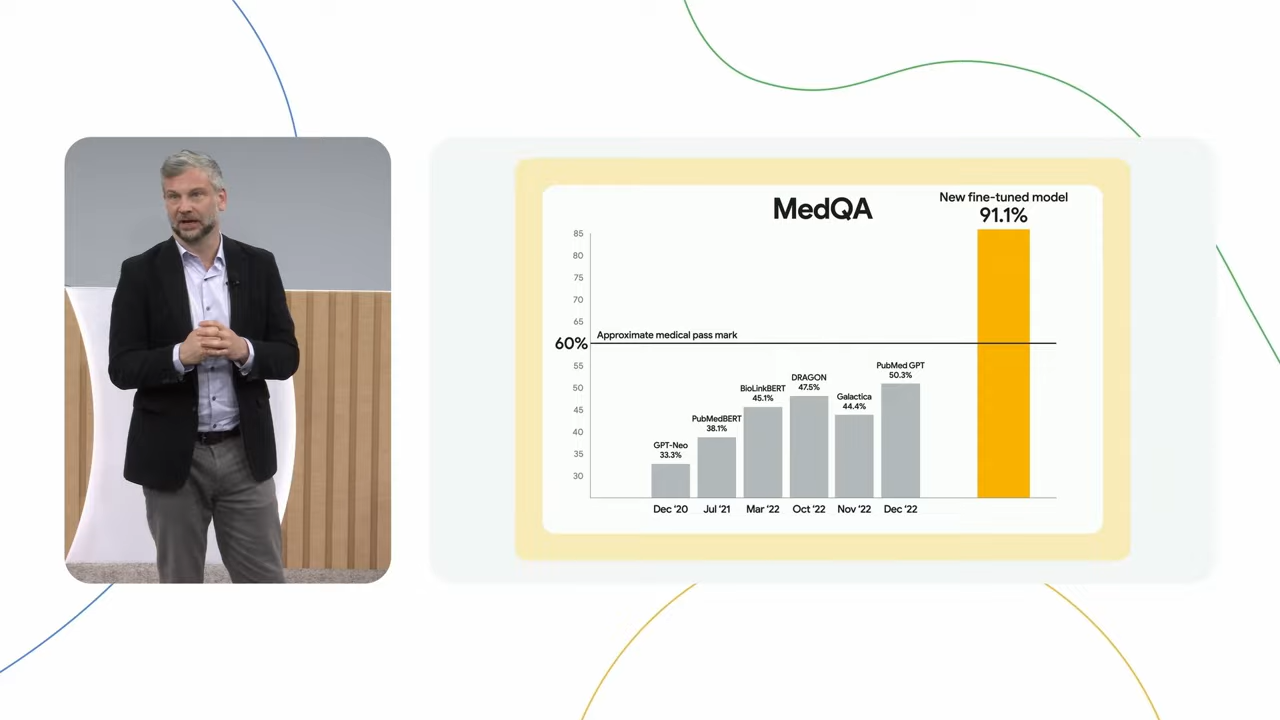 MedQA
New fine-tuned model
91.1%
85
80
75
70
65
60%
55
50
45
40
35
30
Approximate medical pass mark
GPT-Neo
33.3%
PubMedBERT
38.1%
BioLinkBERT
45.1%
DRAGON
47.5%
Galactica
44.4%
PubMed GPT
50.3%
Dec '20
Jul '21
Mar '22
Oct '22
Nov '22
Dec '22